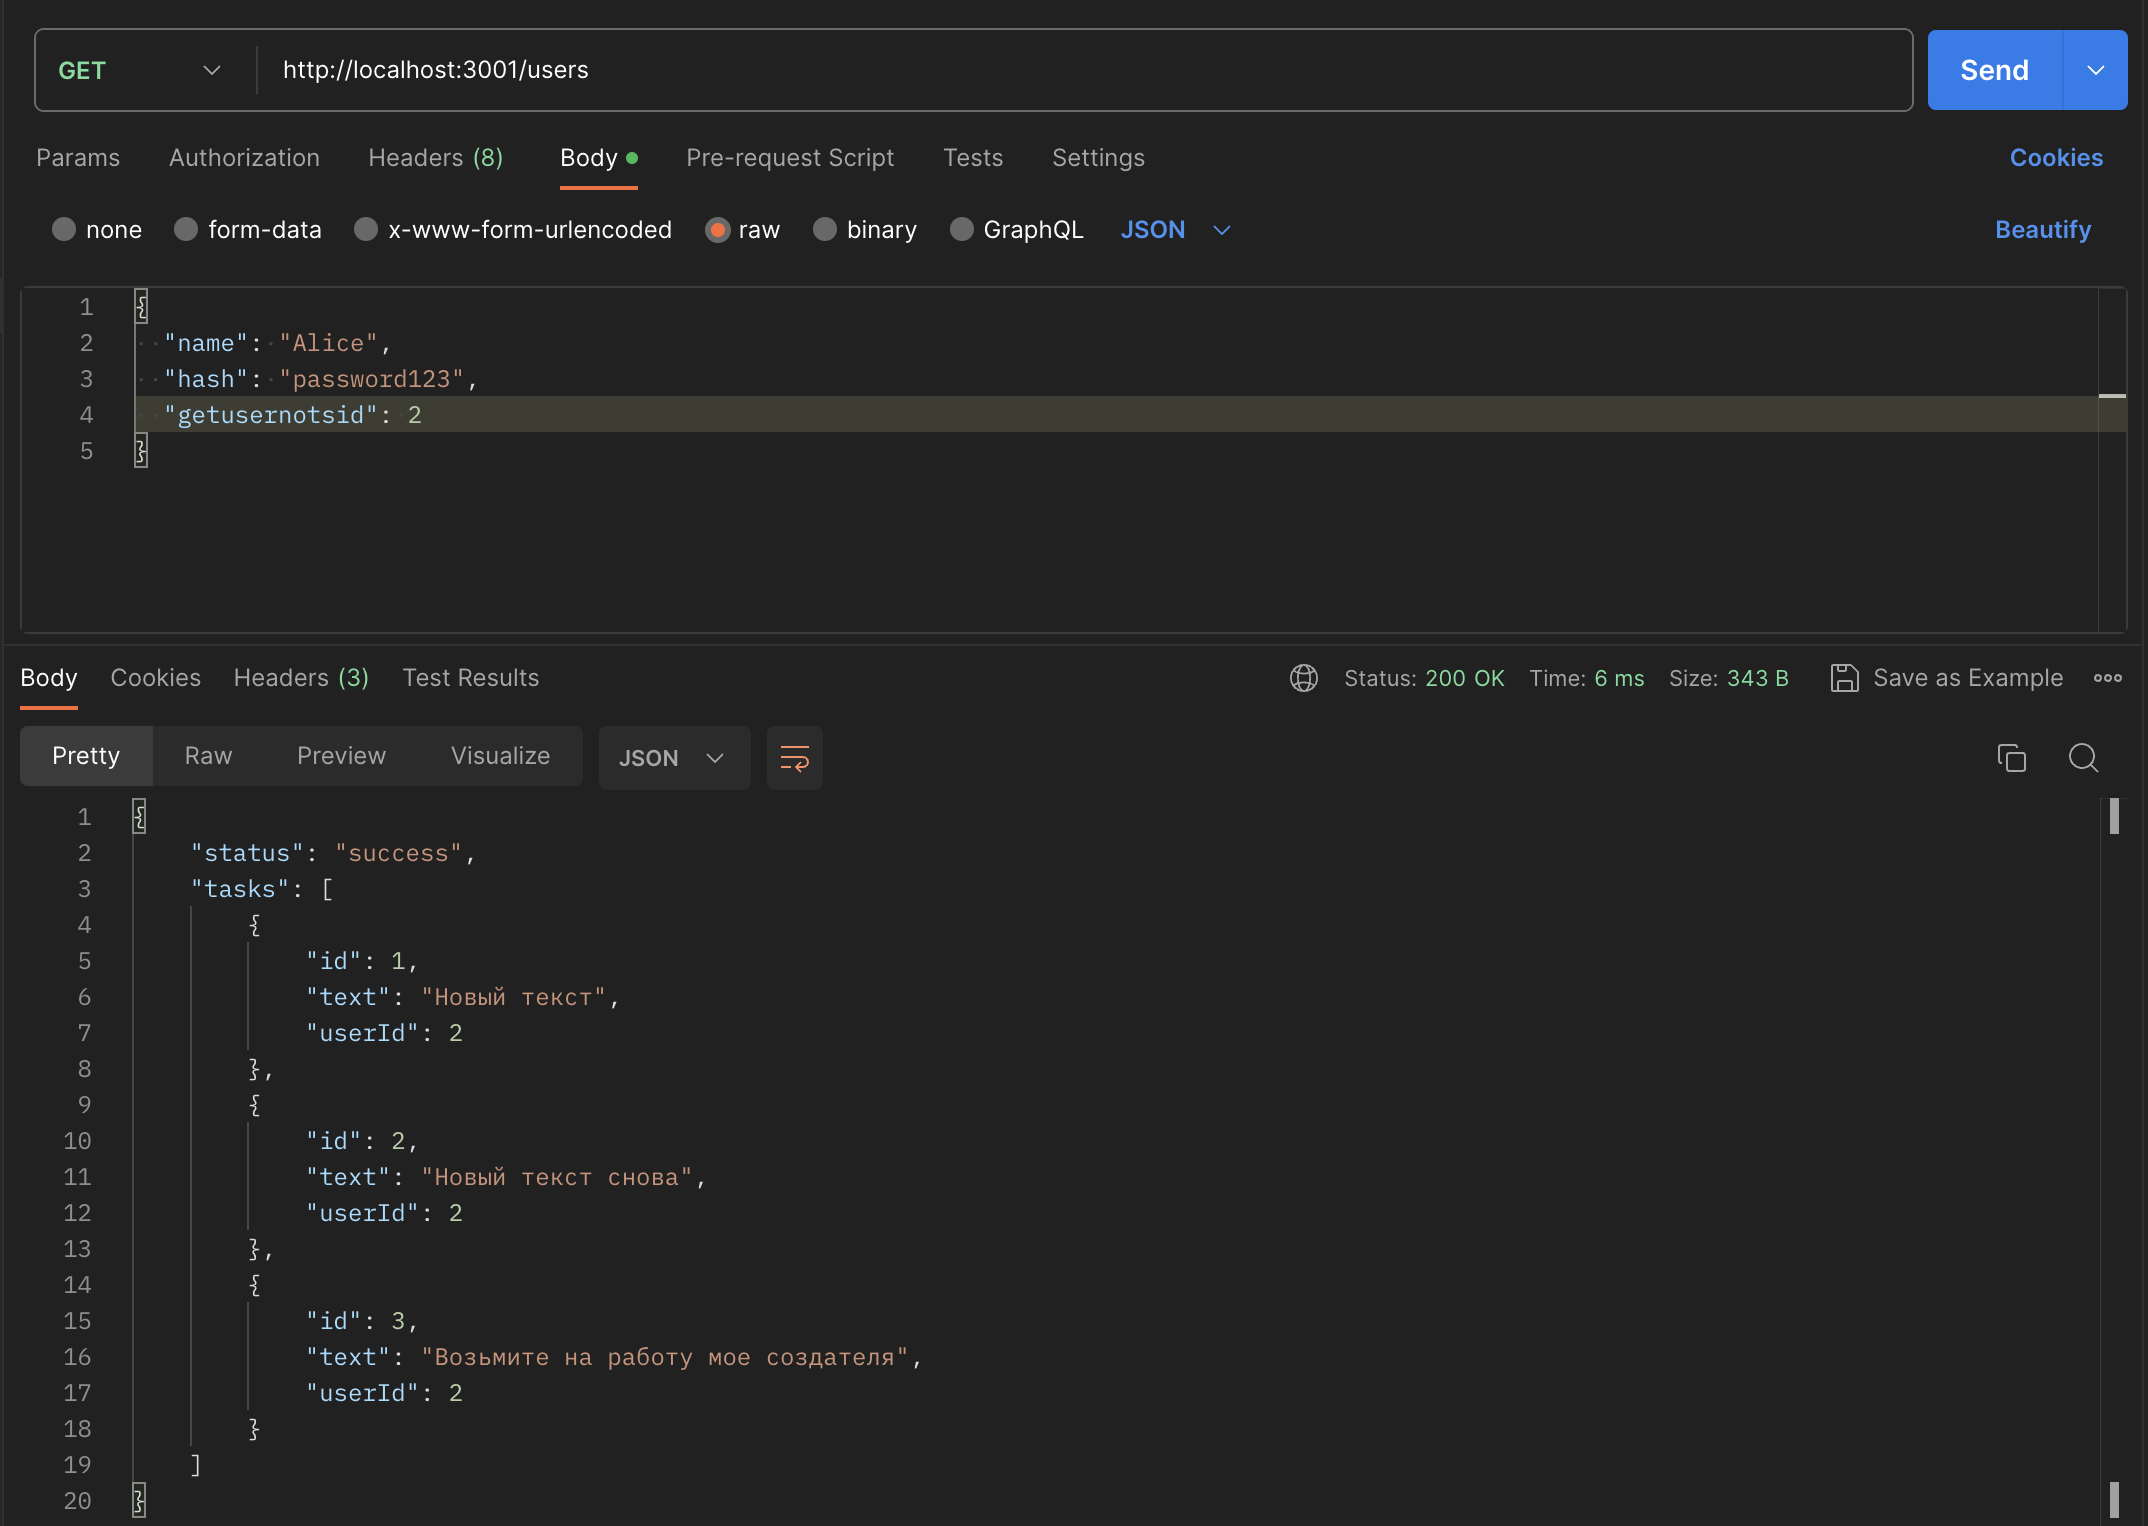 GET http://localhost:3001/users Send
Params Authorization Headers (8) Body Pre-request Script Tests Settings Cookies
none form-data x-www-form-urlencoded raw binary GraphQL JSON Beautify
1 {
2 "name": "Alice",
3 "hash": "password123",
4 "getusernotsid": 2
5 }
Body Cookies Headers (3) Test Results Status: 200 OK Time: 6 ms Size: 343 B Save as Example
Pretty Raw Preview Visualize JSON
1 {
2 "status": "success",
3 "tasks": [
4 {
5 "id": 1,
6 "text": "Новый текст",
7 "userId": 2
8 },
9 {
10 "id": 2,
11 "text": "Новый текст снова",
12 "userId": 2
13 },
14 {
15 "id": 3,
16 "text": "Возьмите на работу мое создателя",
17 "userId": 2
18 }
19 ]
20 }